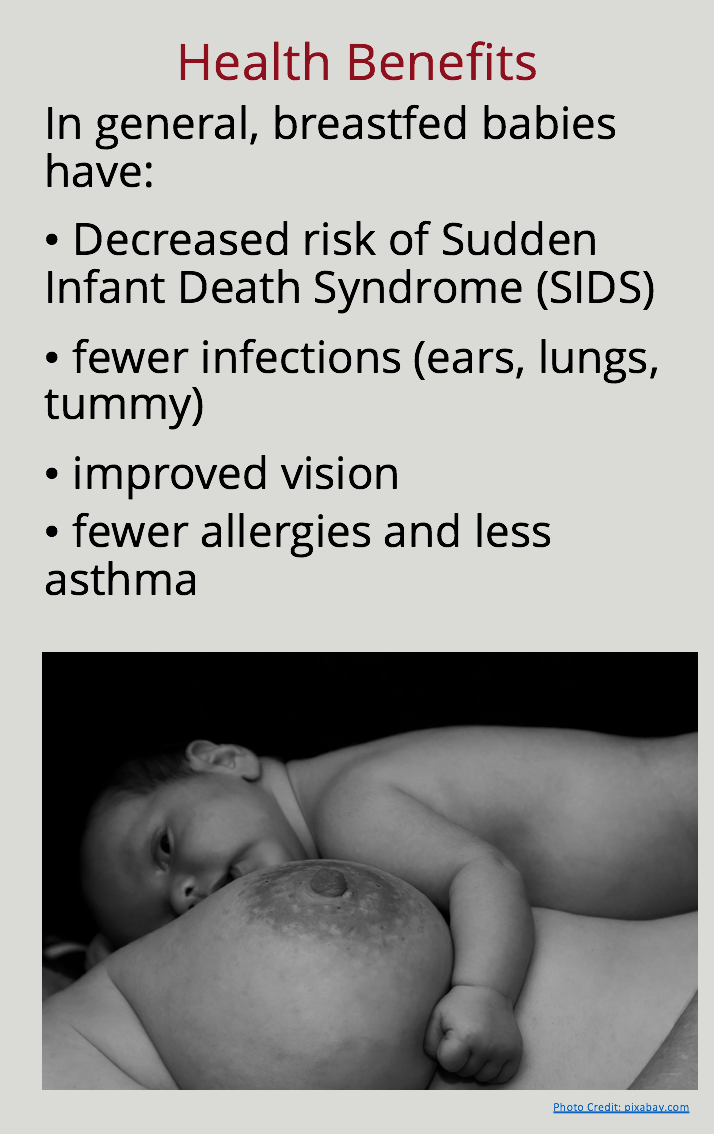 Health Benefits
In general, breastfed babies
have:
• Decreased risk of Sudden
Infant Death Syndrome (SIDS)
• fewer infections (ears, lungs,
tummy)
• improved vision
• fewer allergies and less
asthma
Photo Credit: pixabay.com